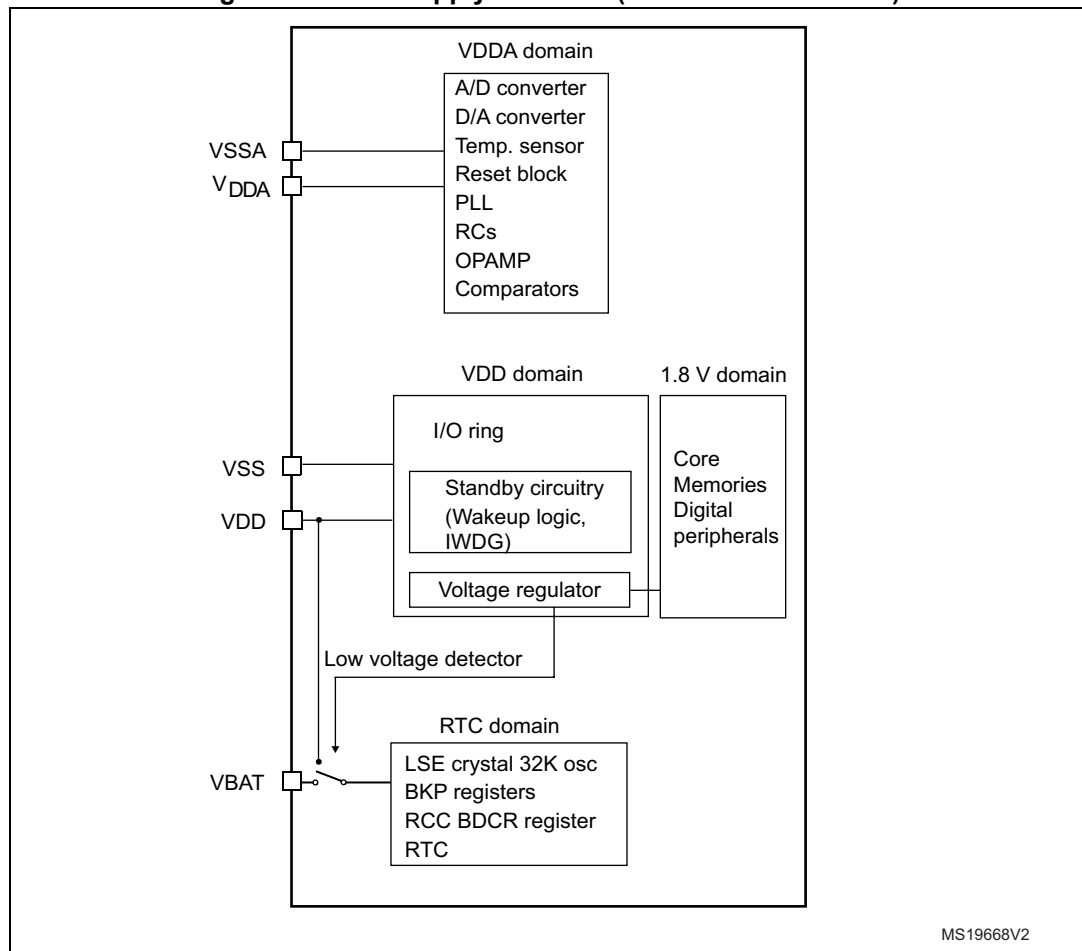 VDDA domain
A/D converter
D/A converter
Temp. sensor
Reset block
PLL
RCs
OPAMP
Comparators
VSSA
VDDA
VDD domain
1.8 V domain
I/O ring
Standby circuitry
(Wakeup logic,
IWDG)
Voltage regulator
Core
Memories
Digital
peripherals
VSS
VDD
Low voltage detector
RTC domain
LSE crystal 32K osc
BKP registers
RCC BDCR register
RTC
VBAT
MS19668V2